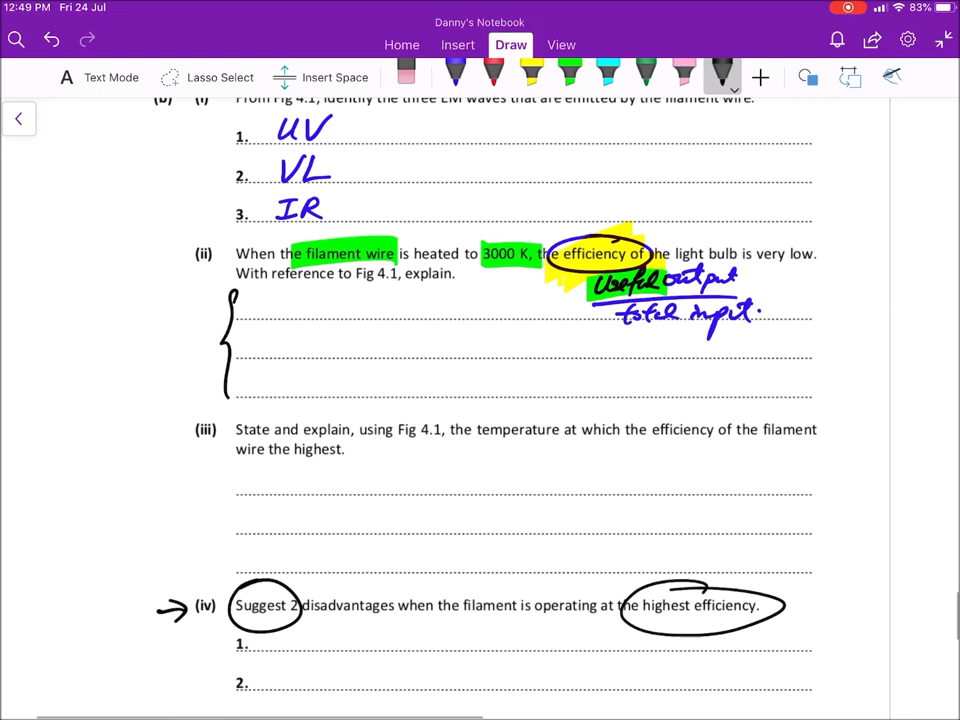 12:49 PM Fri 24 Jul
83%
Danny's Notebook
Home Insert Draw View
A Text Mode Lasso Select Insert Space
(b) (i) From Fig 4.1, identify the three EM waves that are emitted by the filament wire.
1. UV
2. VL
3. IR
(ii) When the filament wire is heated to 3000 K, the efficiency of the light bulb is very low.
With reference to Fig 4.1, explain.
Useful output
total input.
(iii) State and explain, using Fig 4.1, the temperature at which the efficiency of the filament
wire the highest.
(iv) Suggest 2 disadvantages when the filament is operating at the highest efficiency.
1.
2.